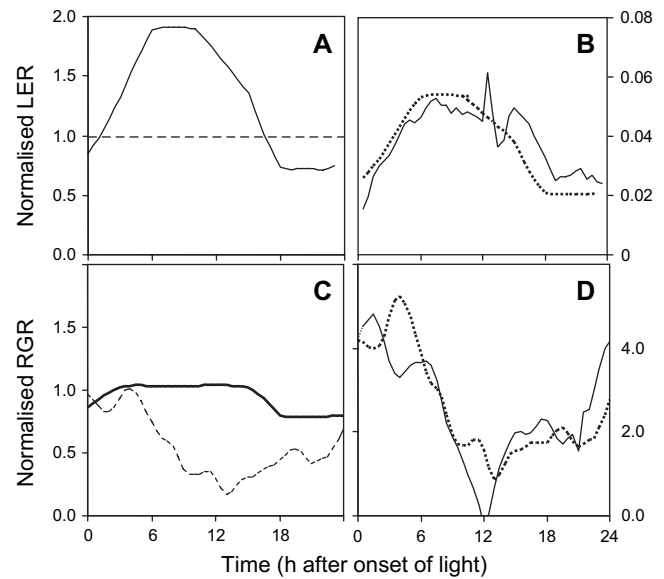 2.0
1.5
1.0
0.5
0.0
Normalised LER
A
B
0.08
0.06
0.04
0.02
0
1.5
1.0
0.5
0.0
Normalised RGR
C
D
4.0
2.0
0.0
0 6 12 18 0 6 12 18 24
Time (h after onset of light)